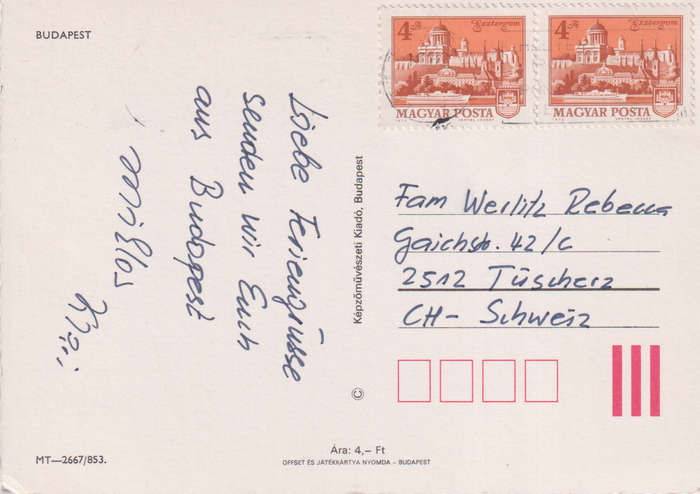 BUDAPEST
Liebe Feriengrüsse
senden wir Euch
aus Budapest
Miklos
Képzőművészeti Kiadó, Budapest
©
4 Ft Esztergom
MAGYAR POSTA
4 Ft Esztergom
MAGYAR POSTA
Fam Werlitz Rebecca
Gaichstr. 42/c
2512 Tüscherz
CH- Schweiz
MT—2667/853.
Ára: 4,– Ft
OFFSET ÉS JÁTÉKKÁRTYA NYOMDA – BUDAPEST